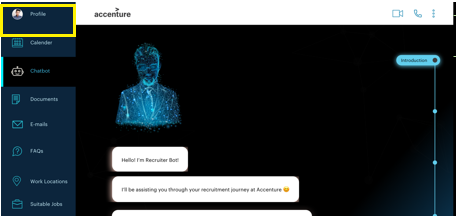 Profile
Calender
Chatbot
Documents
E-mails
FAQs
Work Locations
Suitable Jobs
>
accenture
Introduction
Hello! I'm Recruiter Bot!
I'll be assisting you through your recruitment journey at Accenture 😄